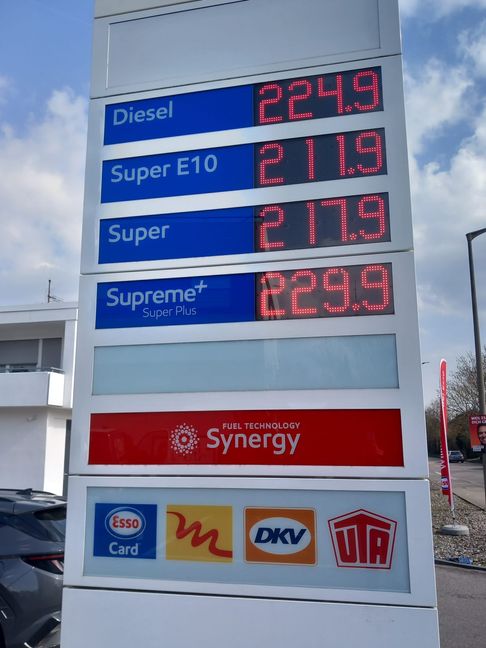 Diesel 224.9
Super E10 211.9
Super 217.9
Supreme+ 229.9
Super Plus
FUEL TECHNOLOGY
Synergy
Esso
Card
DKV
UTA